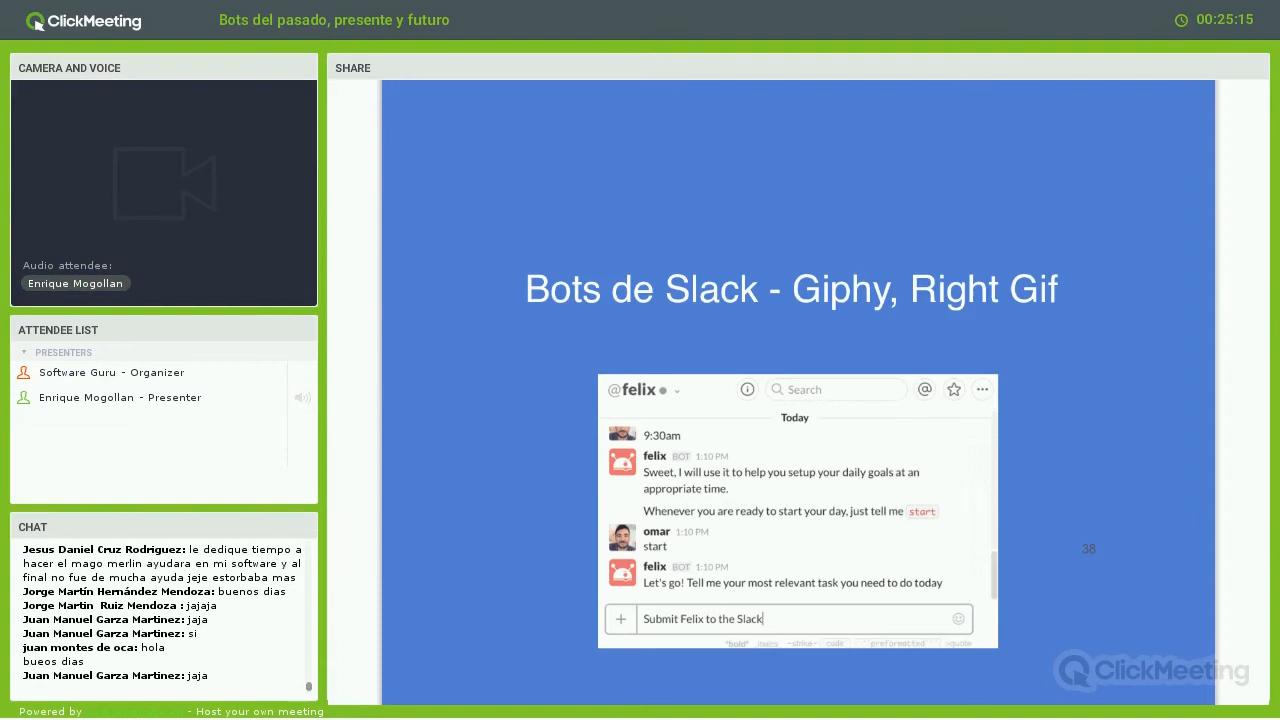 ClickMeeting
Bots del pasado, presente y futuro
00:25:15
CAMERA AND VOICE
Audio attendee:
Enrique Mogollan
ATTENDEE LIST
PRESENTERS
Software Guru - Organizer
Enrique Mogollan - Presenter
CHAT
Jesus Daniel Cruz Rodriguez: le dedique tiempo a
hacer el mago merlin ayudara en mi software y al
final no fue de mucha ayuda jeje estorbaba mas
Jorge Martín Hernández Mendoza: buenos dias
Jorge Martin Ruiz Mendoza : jajaja
Juan Manuel Garza Martinez: jaja
Juan Manuel Garza Martinez: si
juan montes de oca: hola
bueos dias
Juan Manuel Garza Martinez: jaja
Powered by
- Host your own meeting
SHARE
Bots de Slack - Giphy, Right Gif
@felix
Search
@
Today
9:30am
felix BOT 1:10 PM
Sweet, I will use it to help you setup your daily goals at an
appropriate time.
Whenever you are ready to start your day, just tell me start
omar 1:10 PM
start
felix BOT 1:10 PM
Let's go! Tell me your most relevant task you need to do today
+ Submit Felix to the Slack
*bold* -strike- code preformatted >quote
38
ClickMeeting